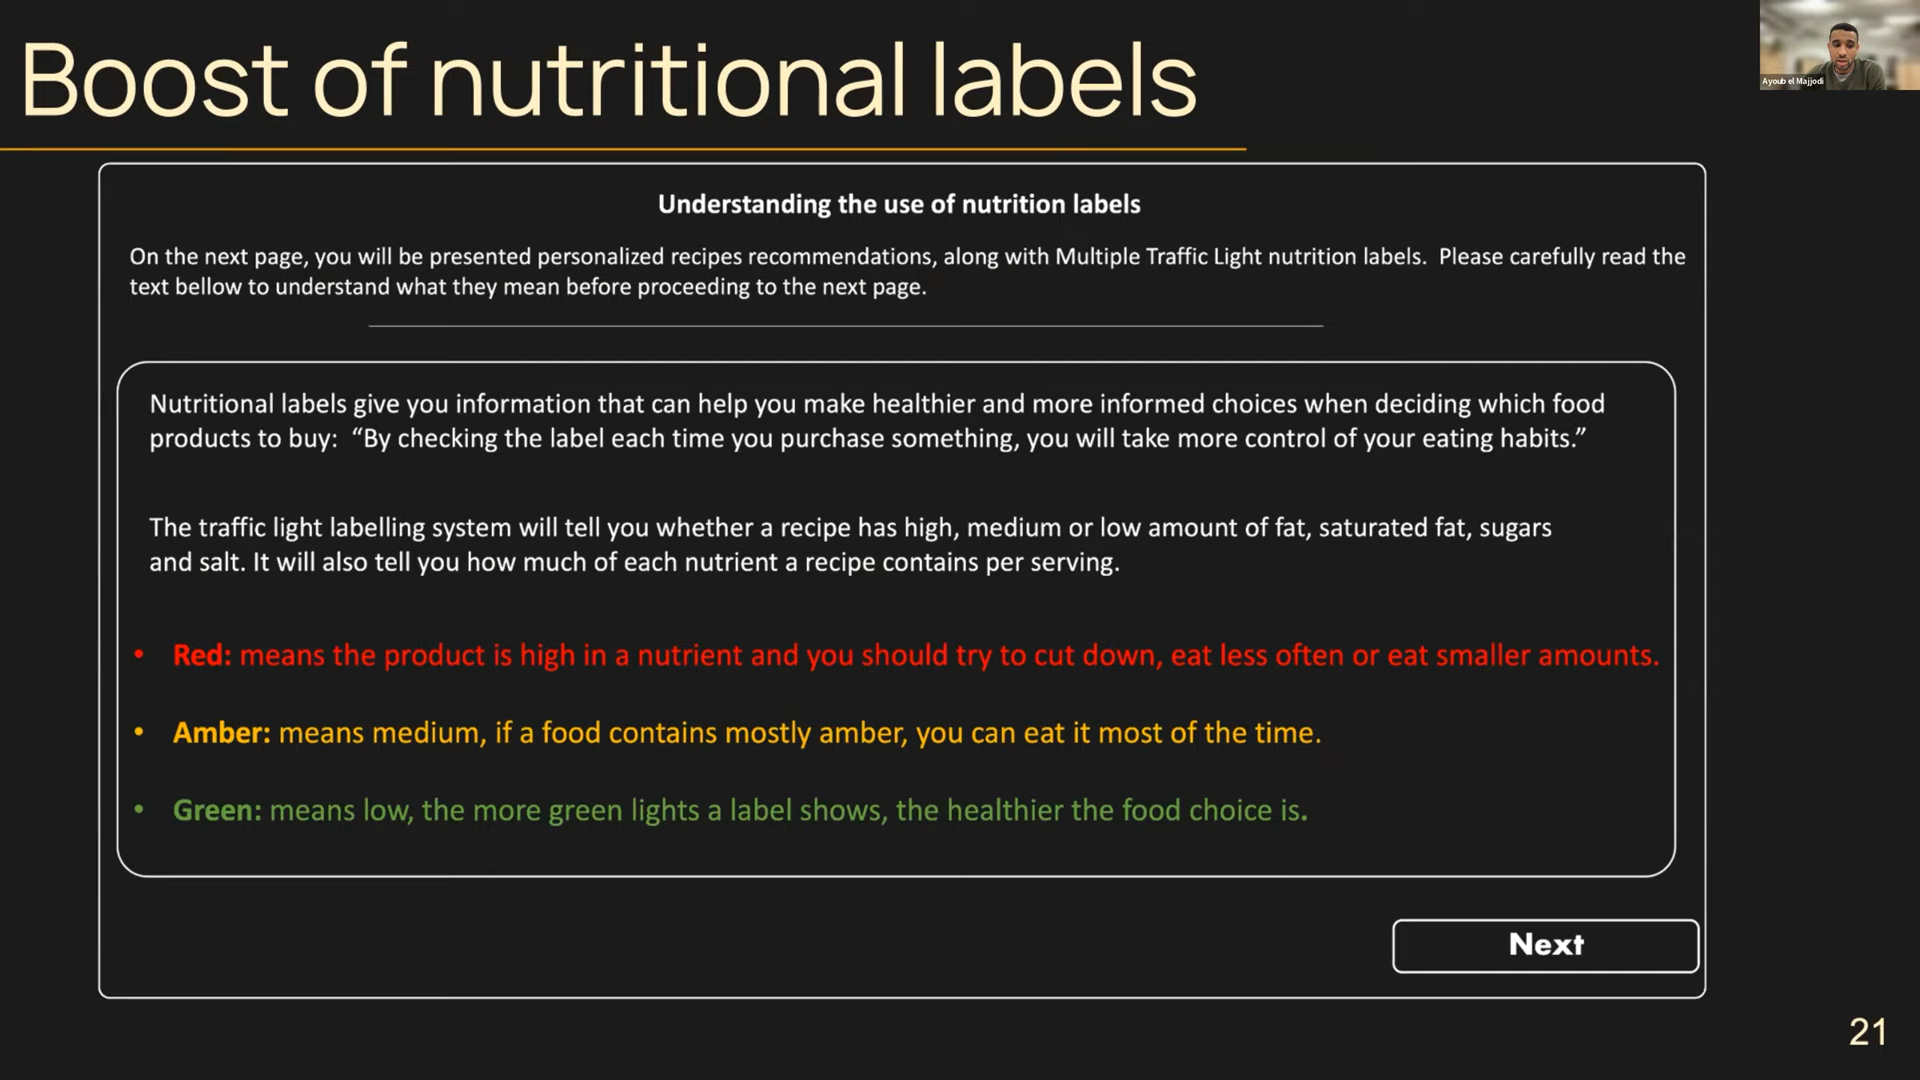 Boost of nutritional labels
Ayoub el Majjodi
Understanding the use of nutrition labels
On the next page, you will be presented personalized recipes recommendations, along with Multiple Traffic Light nutrition labels. Please carefully read the
text bellow to understand what they mean before proceeding to the next page.
Nutritional labels give you information that can help you make healthier and more informed choices when deciding which food
products to buy: “By checking the label each time you purchase something, you will take more control of your eating habits.”
The traffic light labelling system will tell you whether a recipe has high, medium or low amount of fat, saturated fat, sugars
and salt. It will also tell you how much of each nutrient a recipe contains per serving.
• Red: means the product is high in a nutrient and you should try to cut down, eat less often or eat smaller amounts.
• Amber: means medium, if a food contains mostly amber, you can eat it most of the time.
• Green: means low, the more green lights a label shows, the healthier the food choice is.
Next
21